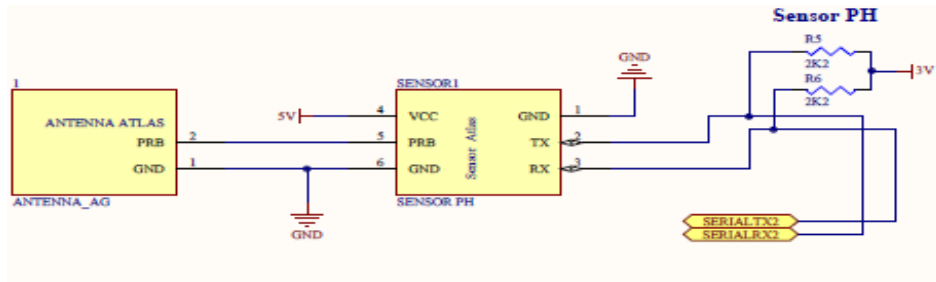 Sensor PH
R5
2K2
R6
2K2
3V
GND
1
ANTENNA ATLAS
PRB 2
GND 1
ANTENNA_AG
5V
GND
SENSOR1
4 VCC
5 PRB
6 GND
Sensor Atlas
GND 1
TX 2
RX 3
SENSOR PH
SERIALTX2
SERIALRX2